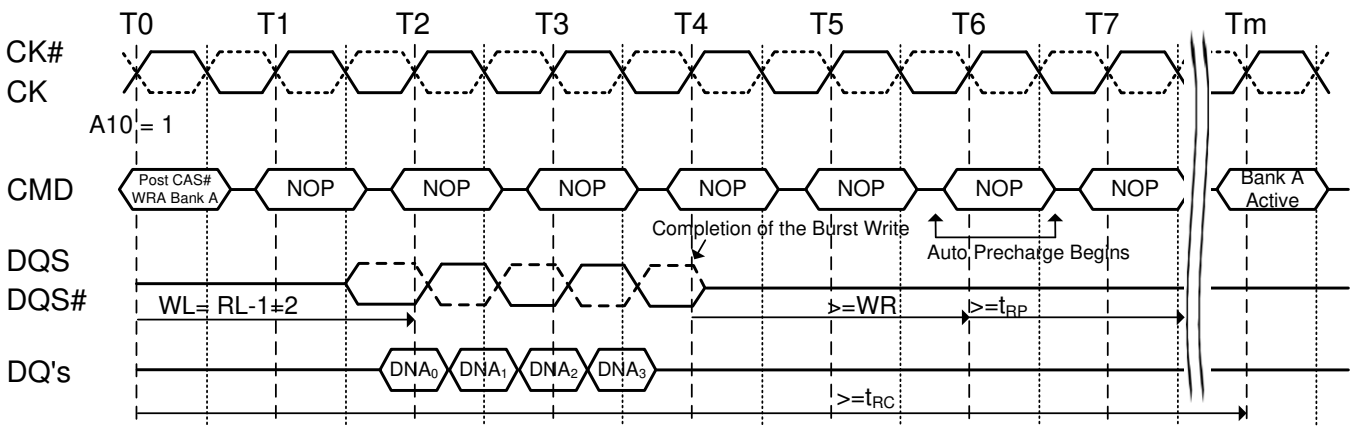 T0 T1 T2 T3 T4 T5 T6 T7 Tm
CK#
CK
A10 = 1
CMD
Post CAS#
WRA Bank A
NOP NOP NOP NOP NOP NOP NOP
Bank A
Active
Completion of the Burst Write
Auto Precharge Begins
DQS
DQS#
WL= RL-1=2
>=WR
>=tRP
DQ's
DNA0 DNA1 DNA2 DNA3
>=tRC